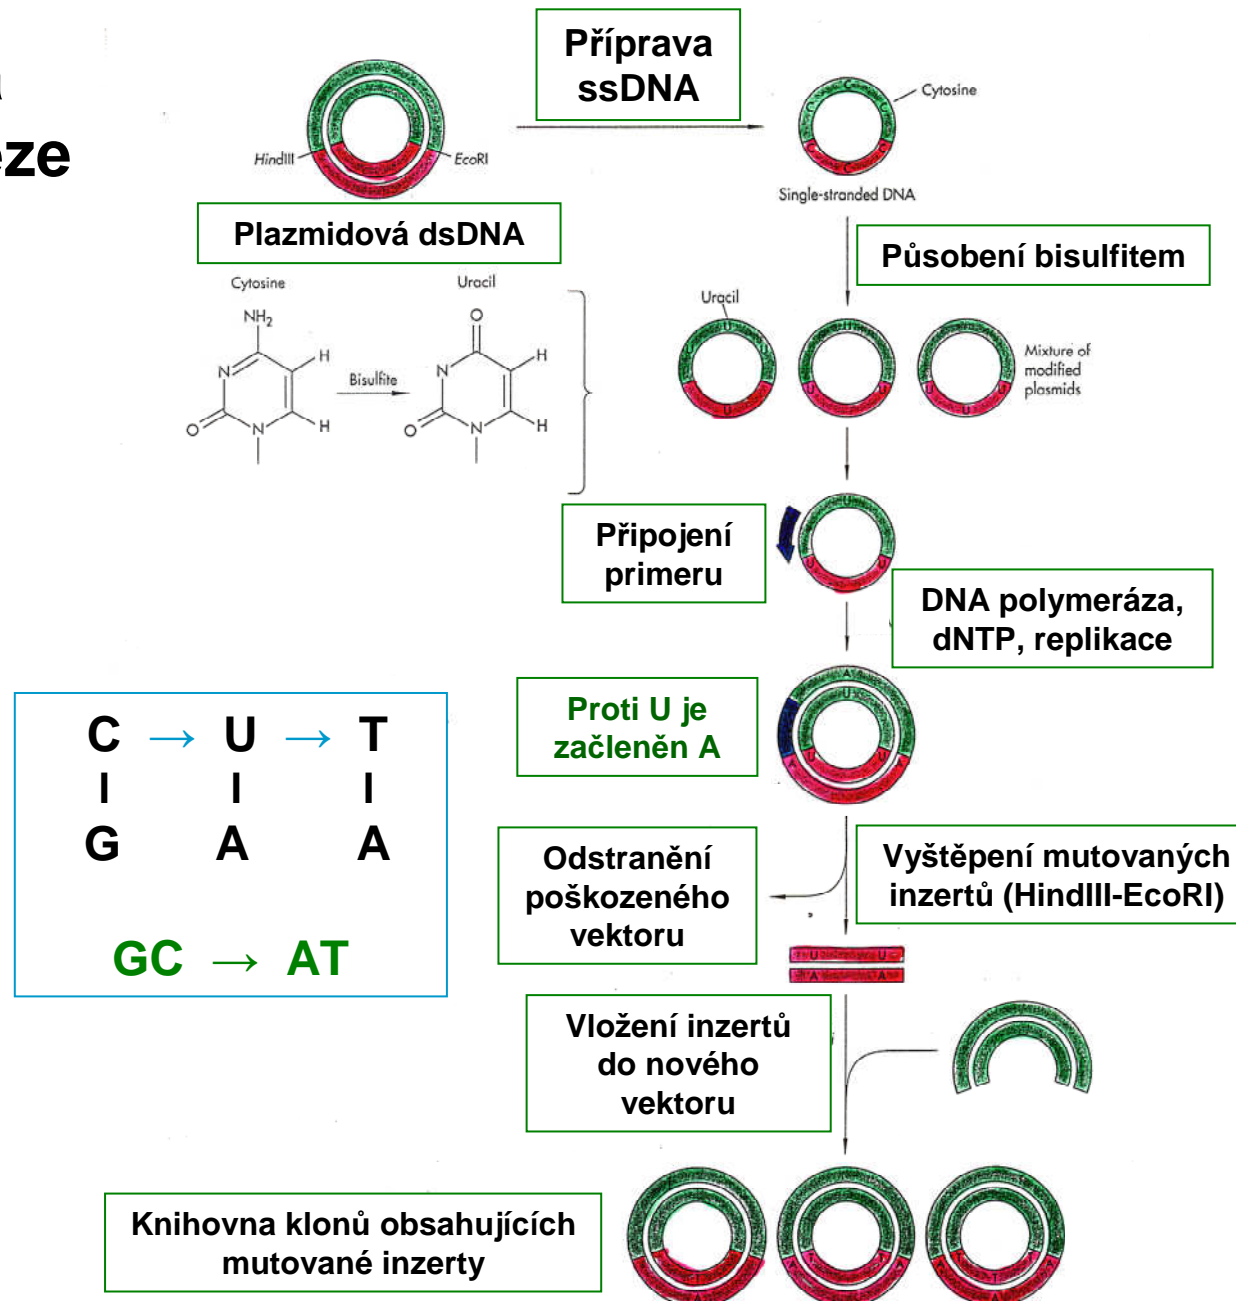 eze
Příprava
ssDNA
Cytosine
HindIII
EcoRI
C C C
C C C
Single-stranded DNA
Plazmidová dsDNA
Působení bisulfitem
Cytosine
Uracil
NH2
N
O
N
H
H
Bisulfite
O
N
O
N
H
H
Uracil
U U U
U
U
U U
U U U
Mixture of
modified
plasmids
Připojení
primeru
U
U U
DNA polymeráza,
dNTP, replikace
Proti U je
začleněn A
A
U
U U
A A
C → U → T
I I I
G A A
GC → AT
Odstranění
poškozeného
vektoru
Vyštěpení mutovaných
inzertů (HindIII-EcoRI)
U U
A A
Vložení inzertů
do nového
vektoru
Knihovna klonů obsahujících
mutované inzerty
T
A
T T
A A
T T T
A A A